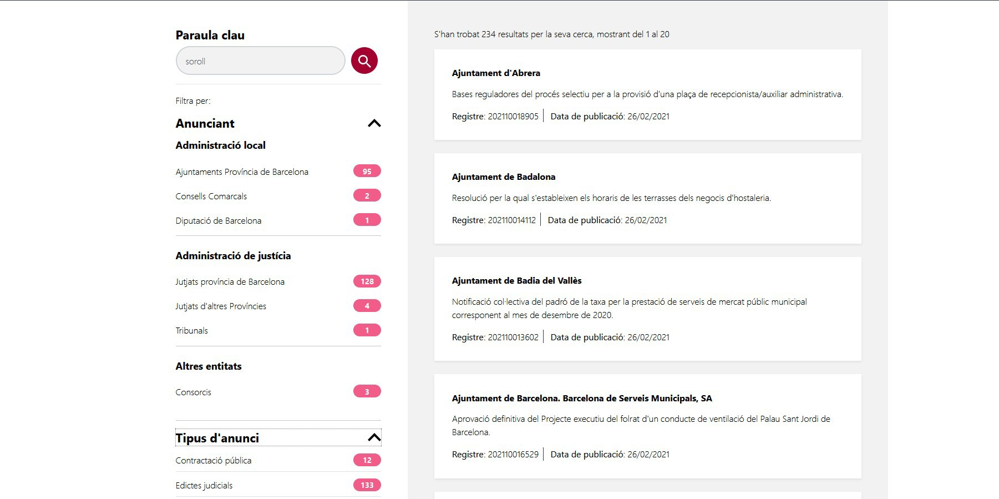 Paraula clau
soroll
Filtra per:
Anunciant
Administració local
Ajuntaments Província de Barcelona 95
Consells Comarcals 2
Diputació de Barcelona 1
Administració de justícia
Jutjats província de Barcelona 128
Jutjats d'altres Províncies 4
Tribunals 1
Altres entitats
Consorcis 3
Tipus d'anunci
Contractació pública 12
Edictes judicials 133
S'han trobat 234 resultats per la seva cerca, mostrant del 1 al 20
Ajuntament d'Abrera
Bases reguladores del procés selectiu per a la provisió d'una plaça de recepcionista/auxiliar administrativa.
Registre: 202110018905 Data de publicació: 26/02/2021
Ajuntament de Badalona
Resolució per la qual s'estableixen els horaris de les terrasses dels negocis d'hostaleria.
Registre: 202110014112 Data de publicació: 26/02/2021
Ajuntament de Badia del Vallès
Notificació col·lectiva del padró de la taxa per la prestació de serveis de mercat públic municipal
corresponent al mes de desembre de 2020.
Registre: 202110013602 Data de publicació: 26/02/2021
Ajuntament de Barcelona. Barcelona de Serveis Municipals, SA
Aprovació definitiva del Projecte executiu del folrat d'un conducte de ventilació del Palau Sant Jordi de
Barcelona.
Registre: 202110016529 Data de publicació: 26/02/2021